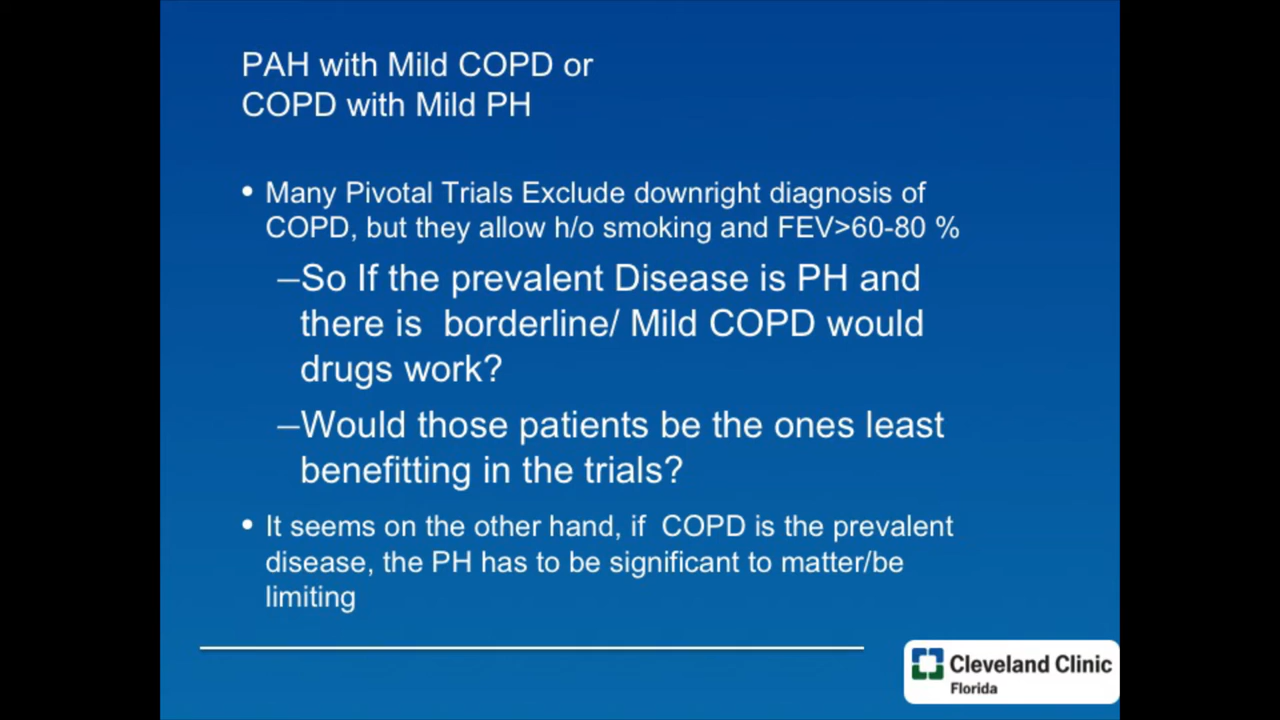 PAH with Mild COPD or
COPD with Mild PH
• Many Pivotal Trials Exclude downright diagnosis of
COPD, but they allow h/o smoking and FEV>60-80 %
–So If the prevalent Disease is PH and
there is  borderline/ Mild COPD would
drugs work?
–Would those patients be the ones least
benefitting in the trials?
• It seems on the other hand, if  COPD is the prevalent
disease, the PH has to be significant to matter/be
limiting
Cleveland Clinic
Florida